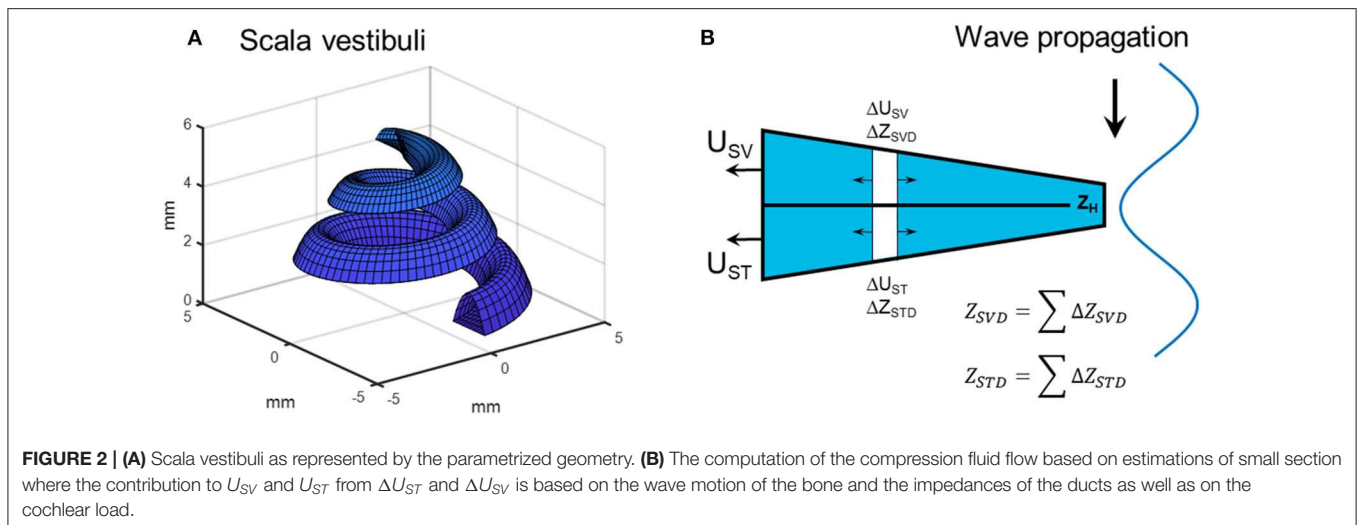 A
Scala vestibuli
6
4
2
0
mm
5
0
-5
mm
-5
0
5
mm
B
Wave propagation
ΔU_SV
ΔZ_SVD
U_SV
Z_H
U_ST
ΔU_ST
ΔZ_STD
Z_SVD = ∑ ΔZ_SVD
Z_STD = ∑ ΔZ_STD
FIGURE 2 | (A) Scala vestibuli as represented by the parametrized geometry. (B) The computation of the compression fluid flow based on estimations of small section
where the contribution to U_SV and U_ST from ΔU_ST and ΔU_SV is based on the wave motion of the bone and the impedances of the ducts as well as on the
cochlear load.